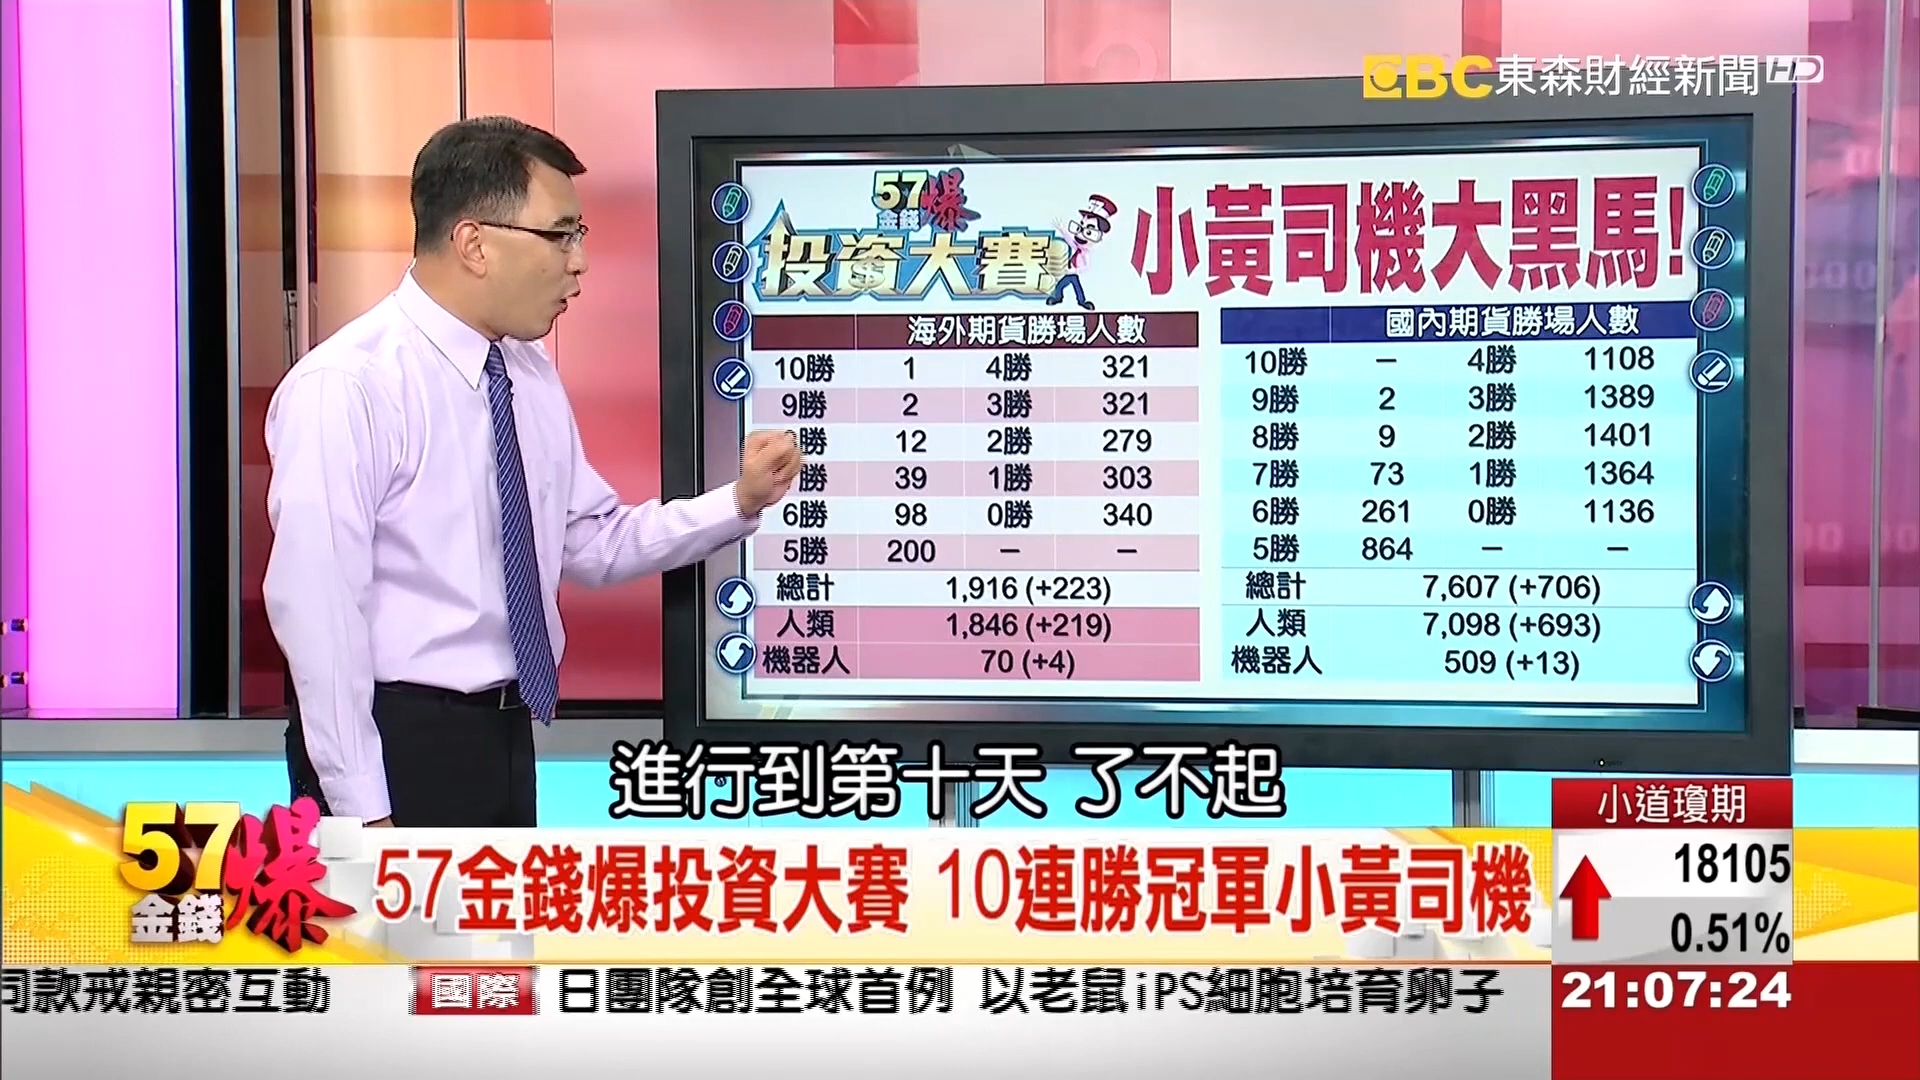 EBC東森財經新聞HD
57金錢爆
投資大賽
小黃司機大黑馬!
海外期貨勝場人數
10勝 1 4勝 321
9勝 2 3勝 321
勝 12 2勝 279
勝 39 1勝 303
6勝 98 0勝 340
5勝 200 – –
總計 1,916 (+223)
人類 1,846 (+219)
機器人 70 (+4)
國內期貨勝場人數
10勝 – 4勝 1108
9勝 2 3勝 1389
8勝 9 2勝 1401
7勝 73 1勝 1364
6勝 261 0勝 1136
5勝 864 – –
總計 7,607 (+706)
人類 7,098 (+693)
機器人 509 (+13)
進行到第十天 了不起
57金錢爆
57金錢爆投資大賽 10連勝冠軍小黃司機
小道瓊期
18105
0.51%
同款戒親密互動 國際 日團隊創全球首例 以老鼠iPS細胞培育卵子
21:07:24